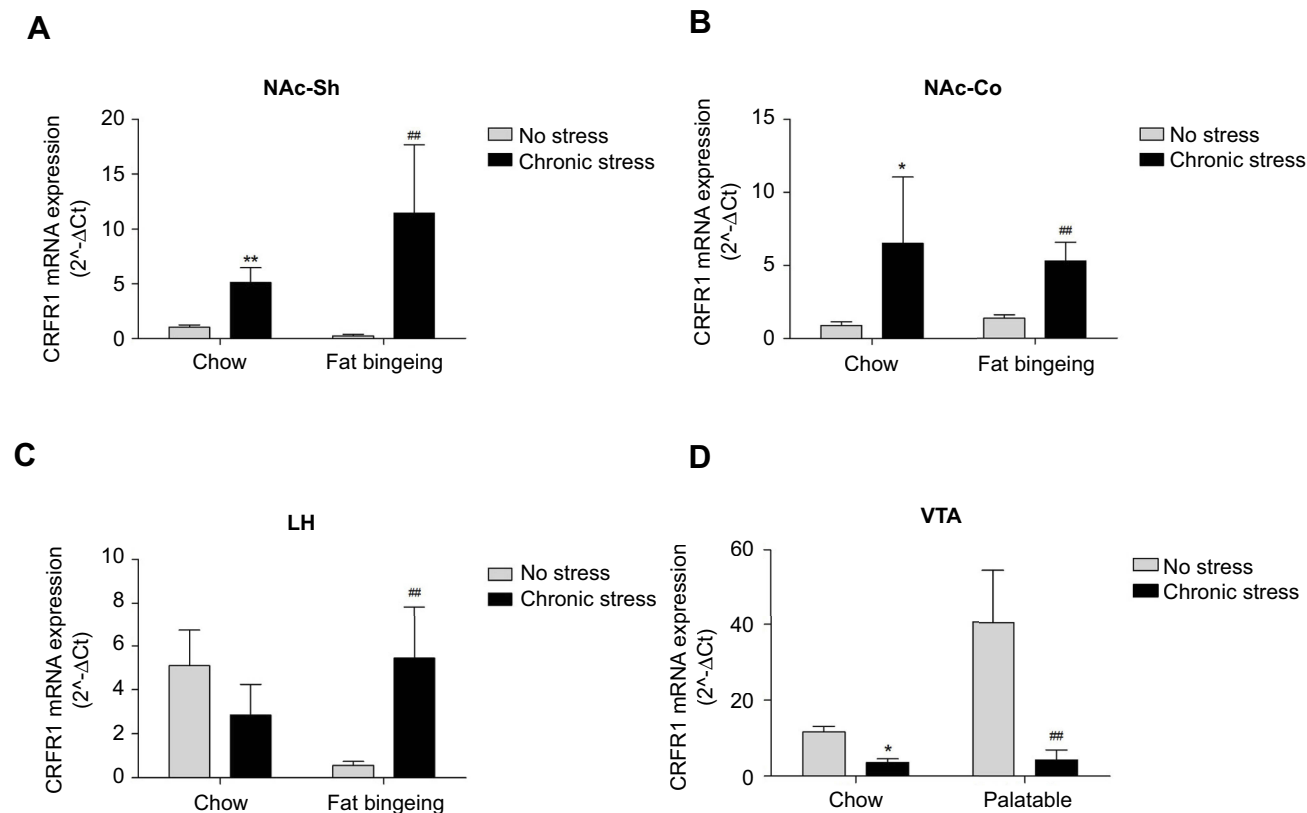 A
NAc-Sh
CRFR1 mRNA expression
(2^-ΔCt)
20
15
10
5
0
**
##
No stress
Chronic stress
Chow
Fat bingeing
B
NAc-Co
CRFR1 mRNA expression
(2^-ΔCt)
15
10
5
0
*
##
No stress
Chronic stress
Chow
Fat bingeing
C
LH
CRFR1 mRNA expression
(2^-ΔCt)
10
8
6
4
2
0
##
No stress
Chronic stress
Chow
Fat bingeing
D
VTA
CRFR1 mRNA expression
(2^-ΔCt)
60
40
20
0
*
##
No stress
Chronic stress
Chow
Palatable